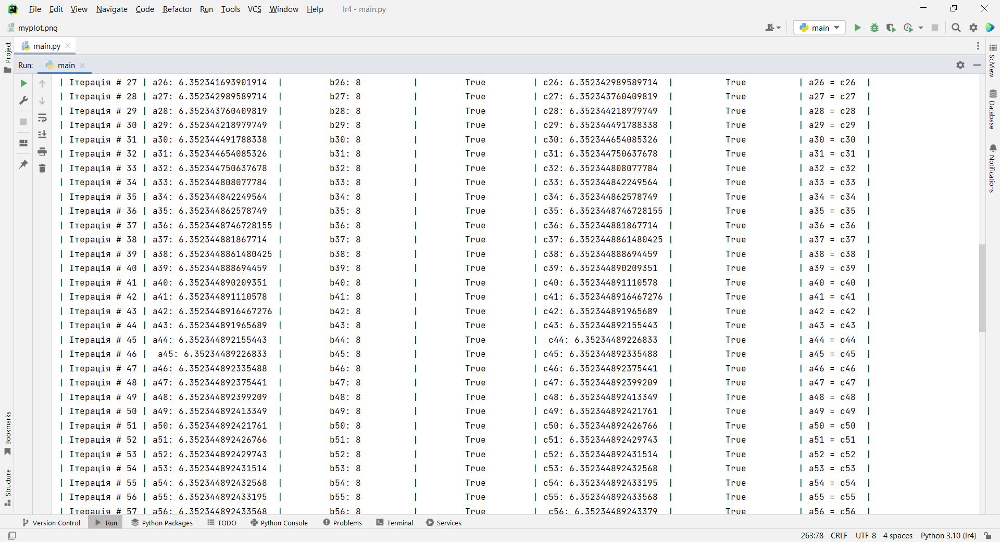 File Edit View Navigate Code Refactor Run Tools VCS Window Help lr4 - main.py
myplot.png main
Project main.py
Run: main
| Ітерація # 27 | a26: 6.352341693901914 | b26: 8 | True | c26: 6.352342989589714 | True | a26 = c26 |
| Ітерація # 28 | a27: 6.352342989589714 | b27: 8 | True | c27: 6.352343760409819 | True | a27 = c27 |
| Ітерація # 29 | a28: 6.352343760409819 | b28: 8 | True | c28: 6.352344218979749 | True | a28 = c28 |
| Ітерація # 30 | a29: 6.352344218979749 | b29: 8 | True | c29: 6.352344491788338 | True | a29 = c29 |
| Ітерація # 31 | a30: 6.352344491788338 | b30: 8 | True | c30: 6.352344654085326 | True | a30 = c30 |
| Ітерація # 32 | a31: 6.352344654085326 | b31: 8 | True | c31: 6.352344750637678 | True | a31 = c31 |
| Ітерація # 33 | a32: 6.352344750637678 | b32: 8 | True | c32: 6.352344808077784 | True | a32 = c32 |
| Ітерація # 34 | a33: 6.352344808077784 | b33: 8 | True | c33: 6.352344842249564 | True | a33 = c33 |
| Ітерація # 35 | a34: 6.352344842249564 | b34: 8 | True | c34: 6.352344862578749 | True | a34 = c34 |
| Ітерація # 36 | a35: 6.352344862578749 | b35: 8 | True | c35: 6.3523448746728155 | True | a35 = c35 |
| Ітерація # 37 | a36: 6.3523448746728155 | b36: 8 | True | c36: 6.352344881867714 | True | a36 = c36 |
| Ітерація # 38 | a37: 6.352344881867714 | b37: 8 | True | c37: 6.3523448861480425 | True | a37 = c37 |
| Ітерація # 39 | a38: 6.3523448861480425 | b38: 8 | True | c38: 6.352344888694459 | True | a38 = c38 |
| Ітерація # 40 | a39: 6.352344888694459 | b39: 8 | True | c39: 6.352344890209351 | True | a39 = c39 |
| Ітерація # 41 | a40: 6.352344890209351 | b40: 8 | True | c40: 6.352344891110578 | True | a40 = c40 |
| Ітерація # 42 | a41: 6.352344891110578 | b41: 8 | True | c41: 6.3523448916467276 | True | a41 = c41 |
| Ітерація # 43 | a42: 6.3523448916467276 | b42: 8 | True | c42: 6.352344891965689 | True | a42 = c42 |
| Ітерація # 44 | a43: 6.352344891965689 | b43: 8 | True | c43: 6.352344892155443 | True | a43 = c43 |
| Ітерація # 45 | a44: 6.352344892155443 | b44: 8 | True | c44: 6.35234489226833 | True | a44 = c44 |
| Ітерація # 46 | a45: 6.35234489226833 | b45: 8 | True | c45: 6.352344892335488 | True | a45 = c45 |
| Ітерація # 47 | a46: 6.352344892335488 | b46: 8 | True | c46: 6.352344892375441 | True | a46 = c46 |
| Ітерація # 48 | a47: 6.352344892375441 | b47: 8 | True | c47: 6.352344892399209 | True | a47 = c47 |
| Ітерація # 49 | a48: 6.352344892399209 | b48: 8 | True | c48: 6.352344892413349 | True | a48 = c48 |
| Ітерація # 50 | a49: 6.352344892413349 | b49: 8 | True | c49: 6.352344892421761 | True | a49 = c49 |
| Ітерація # 51 | a50: 6.352344892421761 | b50: 8 | True | c50: 6.352344892426766 | True | a50 = c50 |
| Ітерація # 52 | a51: 6.352344892426766 | b51: 8 | True | c51: 6.352344892429743 | True | a51 = c51 |
| Ітерація # 53 | a52: 6.352344892429743 | b52: 8 | True | c52: 6.352344892431514 | True | a52 = c52 |
| Ітерація # 54 | a53: 6.352344892431514 | b53: 8 | True | c53: 6.352344892432568 | True | a53 = c53 |
| Ітерація # 55 | a54: 6.352344892432568 | b54: 8 | True | c54: 6.352344892433195 | True | a54 = c54 |
| Ітерація # 56 | a55: 6.352344892433195 | b55: 8 | True | c55: 6.352344892433568 | True | a55 = c55 |
| Ітерація # 57 | a56: 6.352344892433568 | b56: 8 | True | c56: 6.35234489243379 | True | a56 = c56 |
SciView
Database
Notifications
Bookmarks
Structure
Version Control Run Python Packages TODO Python Console Problems Terminal Services
263:78 CRLF UTF-8 4 spaces Python 3.10 (lr4)